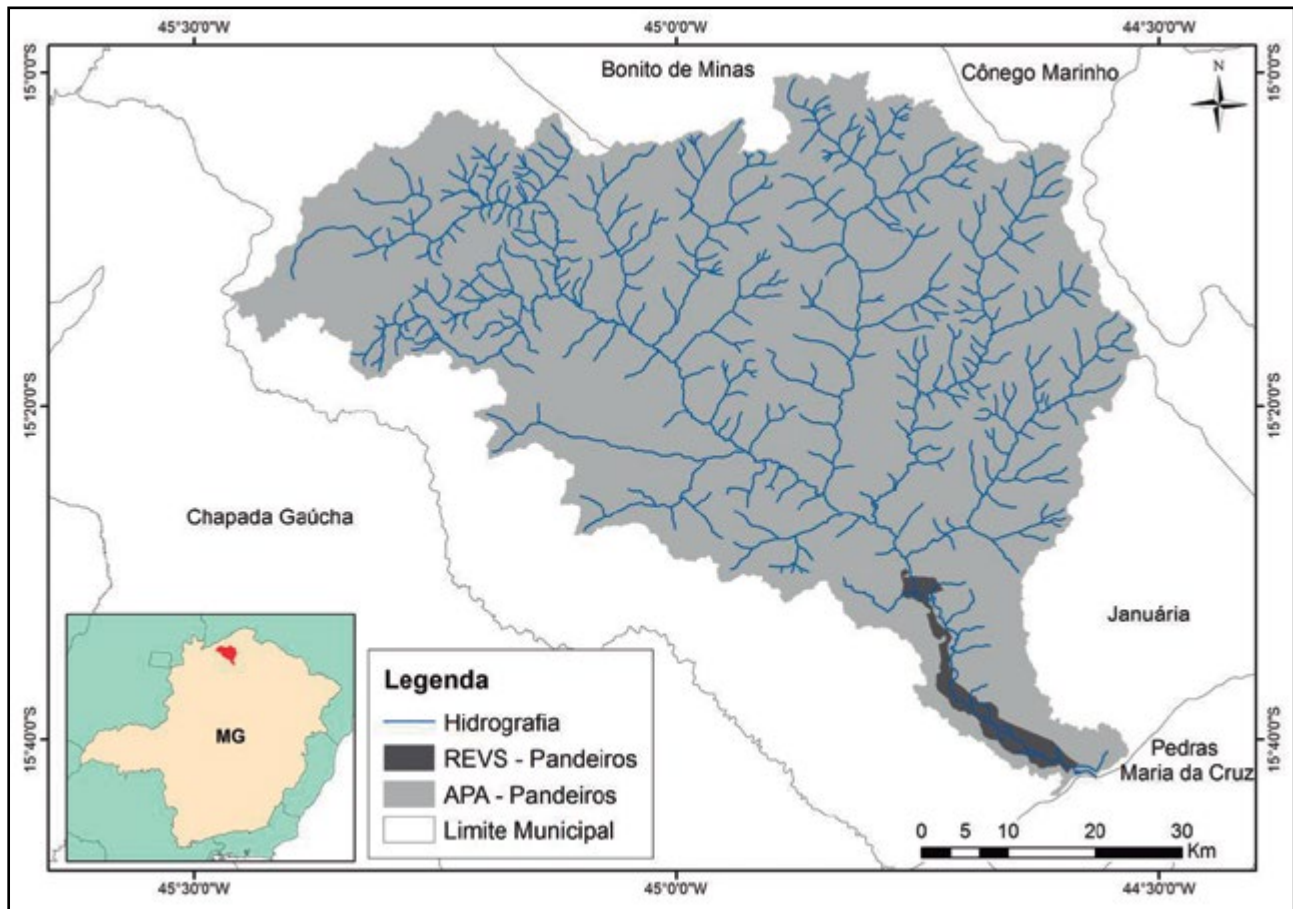 45°30'0"W
45°0'0"W
44°30'0"W
15°0'0"S
15°0'0"S
Bonito de Minas
Cônego Marinho
N
15°20'0"S
15°20'0"S
Chapada Gaúcha
Januária
MG
Legenda
Hidrografia
REVS - Pandeiros
APA - Pandeiros
Limite Municipal
15°40'0"S
15°40'0"S
Pedras
Maria da Cruz
0 5 10 20 30
Km
45°30'0"W
45°0'0"W
44°30'0"W